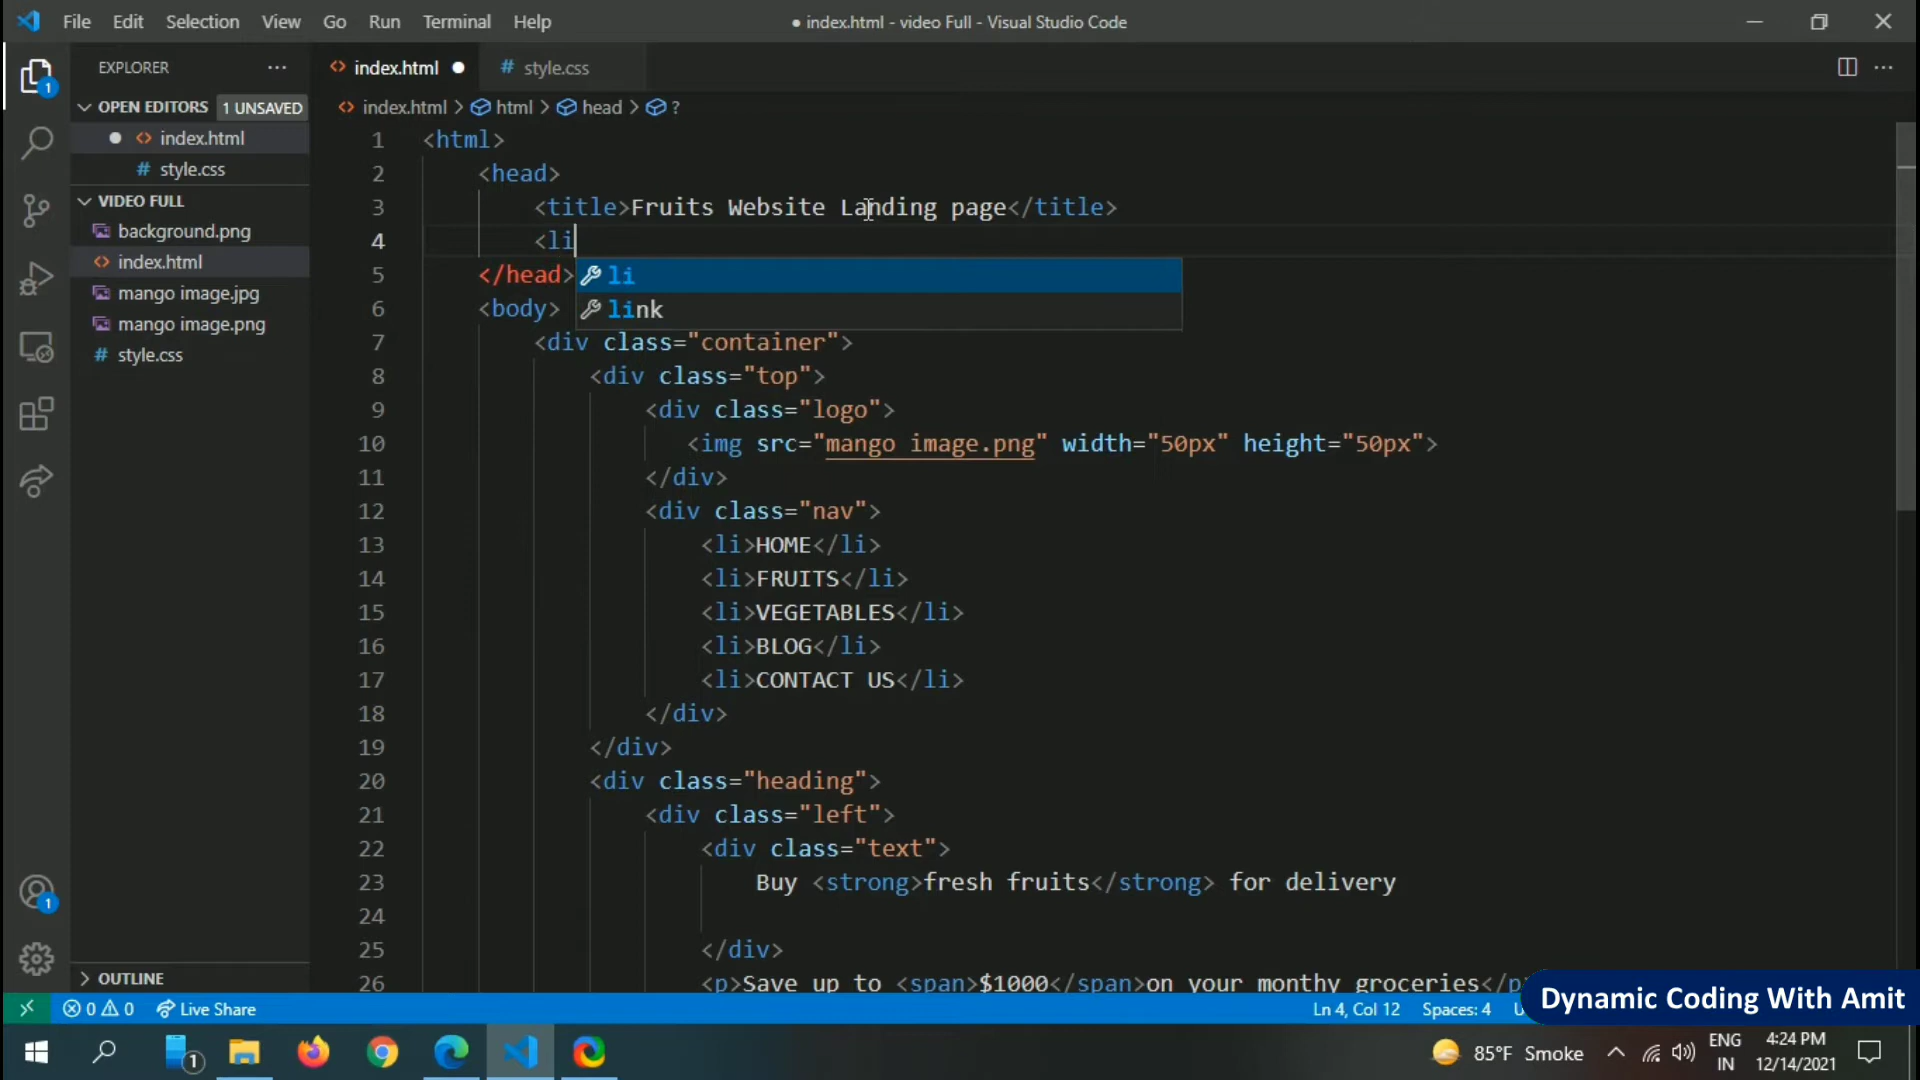 File Edit Selection View Go Run Terminal Help
● index.html - video Full - Visual Studio Code
EXPLORER
OPEN EDITORS 1 UNSAVED
index.html
# style.css
VIDEO FULL
background.png
index.html
mango image.jpg
mango image.png
# style.css
OUTLINE
index.html
# style.css
index.html > html > head > ?
1 <html>
2 <head>
3 <title>Fruits Website Landing page</title>
4 <li
li
link
5 </head>
6 <body>
7 <div class="container">
8 <div class="top">
9 <div class="logo">
10 <img src="mango image.png" width="50px" height="50px">
11 </div>
12 <div class="nav">
13 <li>HOME</li>
14 <li>FRUITS</li>
15 <li>VEGETABLES</li>
16 <li>BLOG</li>
17 <li>CONTACT US</li>
18 </div>
19 </div>
20 <div class="heading">
21 <div class="left">
22 <div class="text">
23 Buy <strong>fresh fruits</strong> for delivery
24
25 </div>
26 <p>Save up to <span>$1000</span>on your monthy groceries</p
1
1
Dynamic Coding With Amit
0 0 Live Share
Ln 4, Col 12 Spaces: 4
1
85°F Smoke
ENG
IN
4:24 PM
12/14/2021